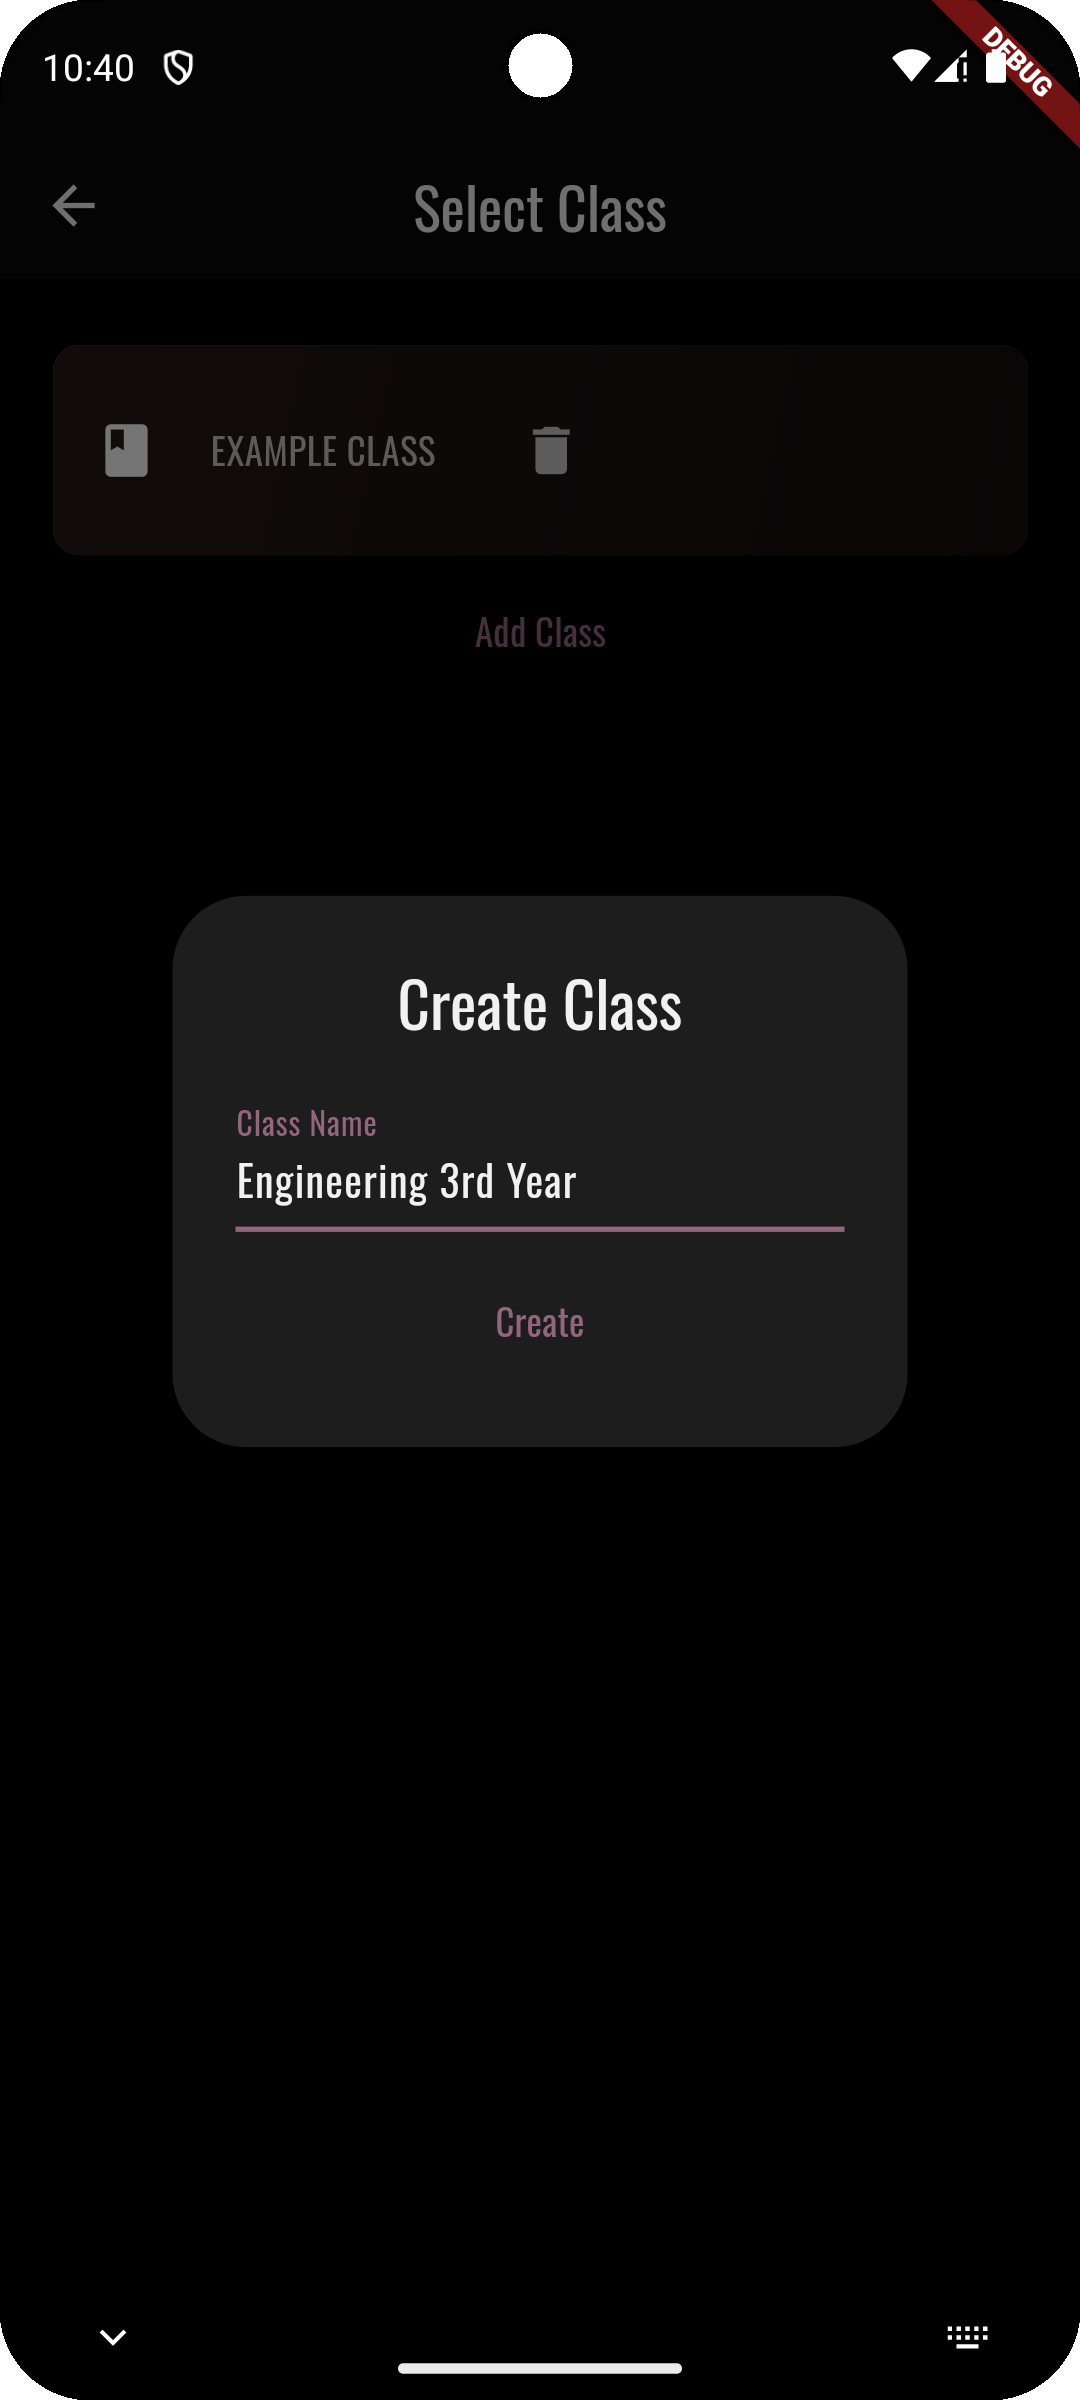 10:40
DEBUG
Select Class
EXAMPLE CLASS
Add Class
Create Class
Class Name
Engineering 3rd Year
Create